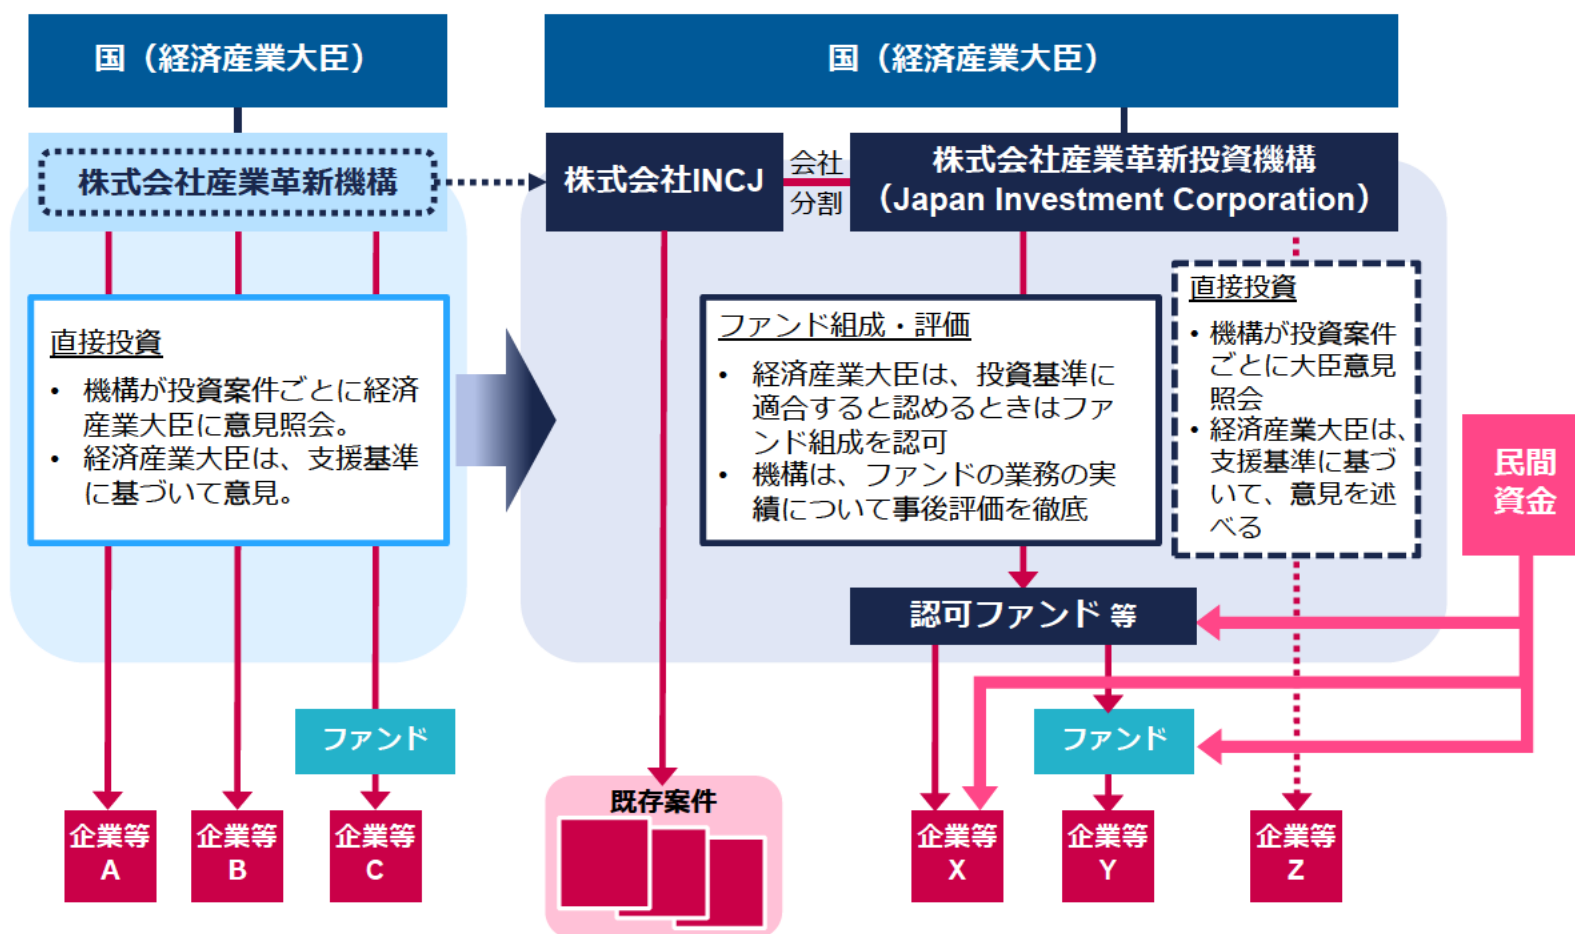 国（経済産業大臣）
株式会社産業革新機構
直接投資
• 機構が投資案件ごとに経済
産業大臣に意見照会。
• 経済産業大臣は、支援基準
に基づいて意見。
ファンド
企業等
A
企業等
B
企業等
C
国（経済産業大臣）
株式会社INCJ
会社
分割
株式会社産業革新投資機構
（Japan Investment Corporation）
ファンド組成・評価
• 経済産業大臣は、投資基準に
適合すると認めるときはファ
ンド組成を認可
• 機構は、ファンドの業務の実
績について事後評価を徹底
直接投資
• 機構が投資案件
ごとに大臣意見
照会
• 経済産業大臣は、
支援基準に基づ
いて、意見を述
べる
民間
資金
認可ファンド 等
ファンド
既存案件
企業等
X
企業等
Y
企業等
Z